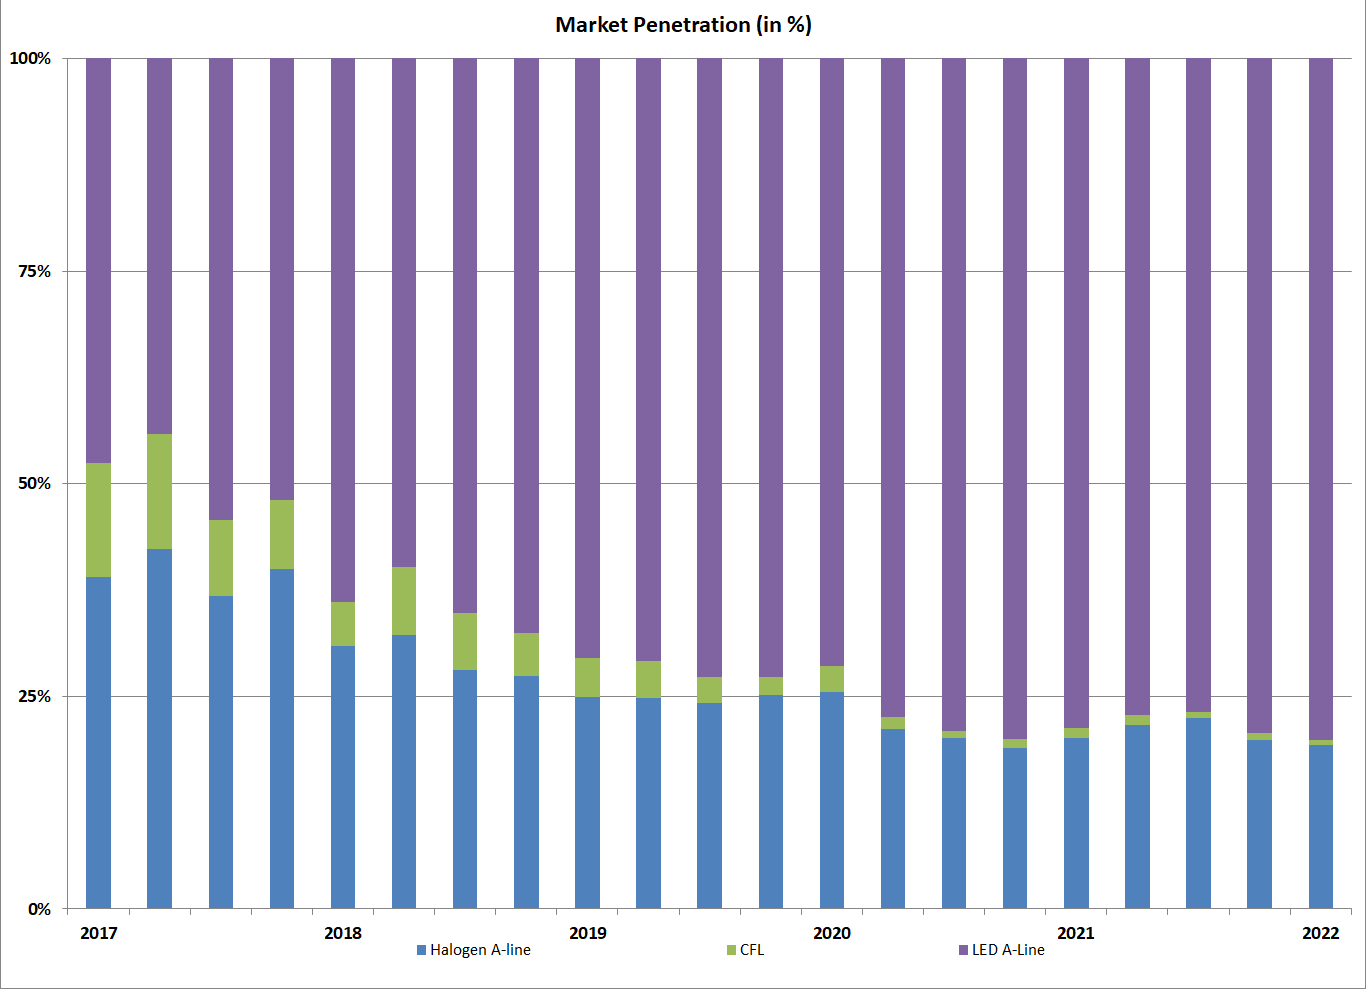 Market Penetration (in %)
100%
75%
50%
25%
0%
2017 2018 2019 2020 2021 2022
Halogen A-line CFL LED A-Line